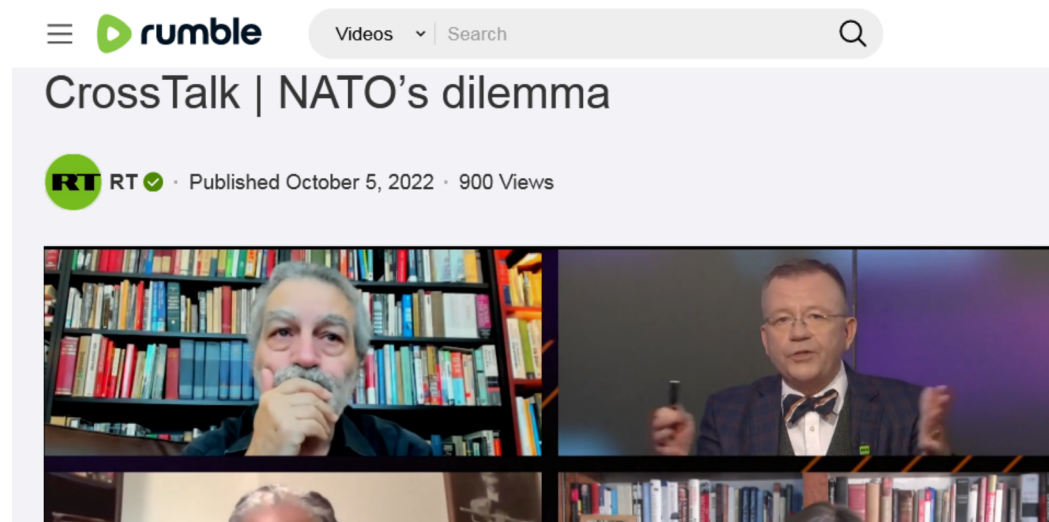 rumble
Videos
Search
CrossTalk | NATO’s dilemma
RT
RT · Published October 5, 2022 · 900 Views